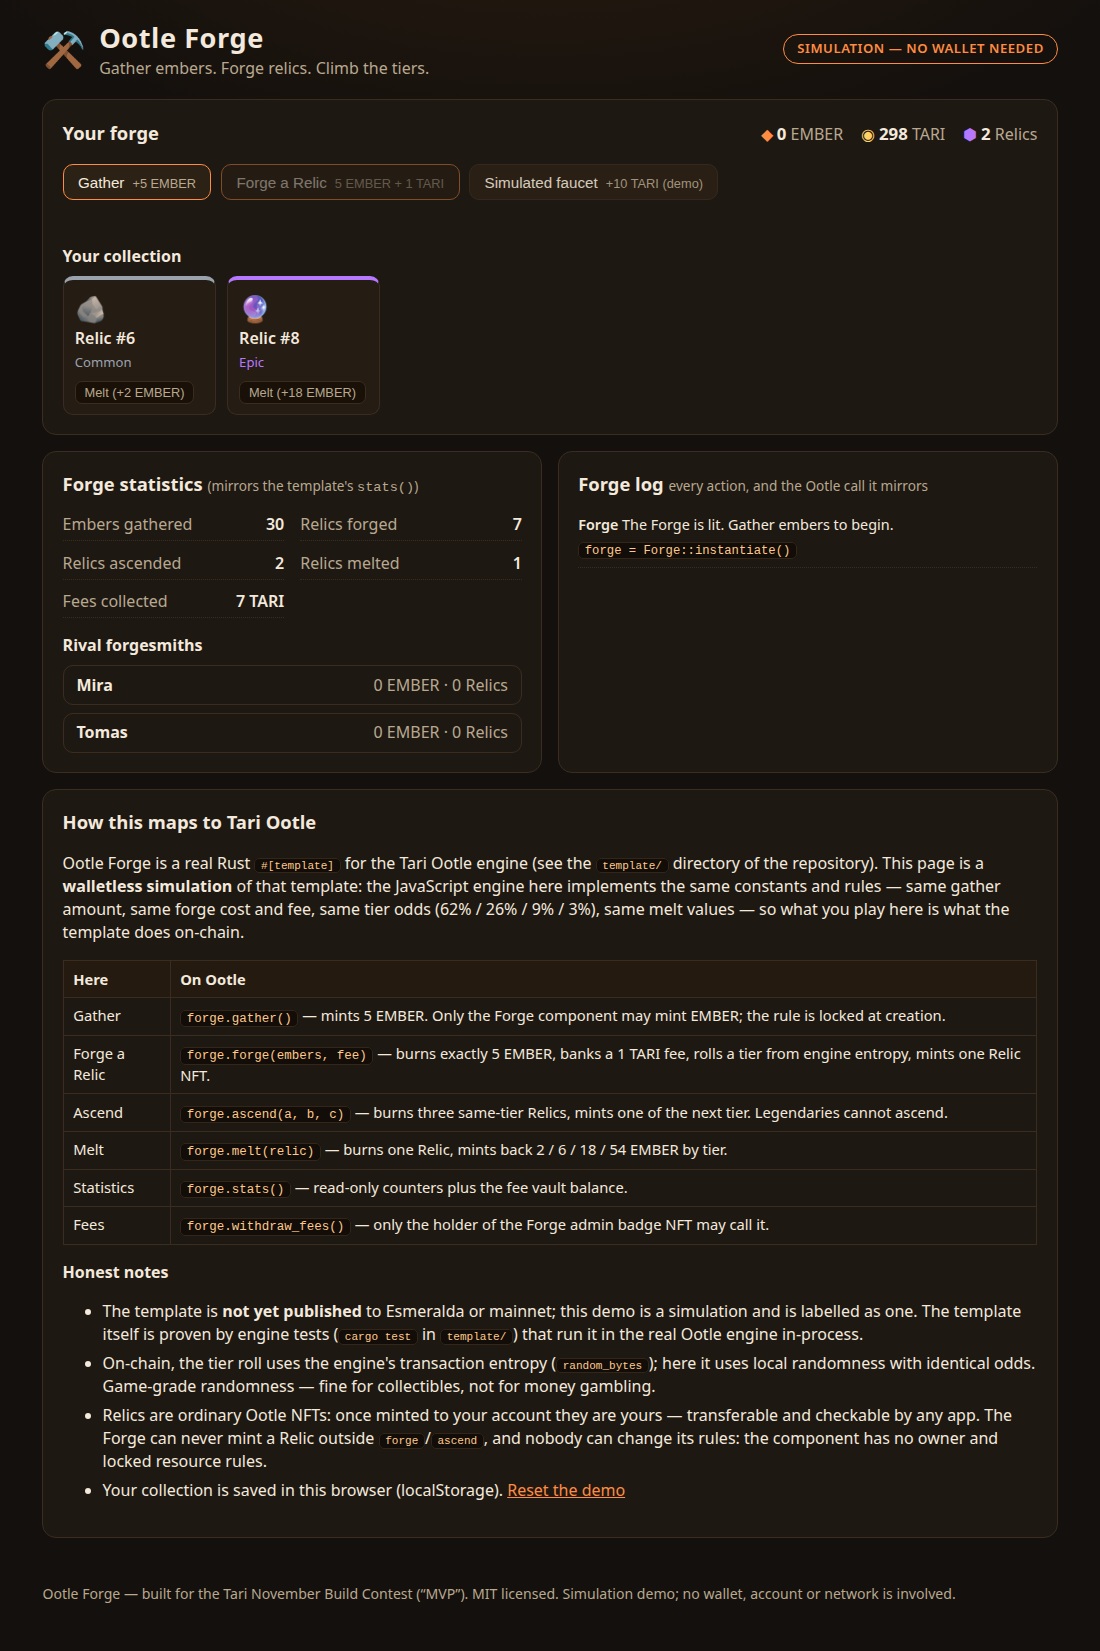 Ootle Forge
Gather embers. Forge relics. Climb the tiers.
SIMULATION — NO WALLET NEEDED
Your forge
0 EMBER 298 TARI 2 Relics
Gather +5 EMBER
Forge a Relic 5 EMBER + 1 TARI
Simulated faucet +10 TARI (demo)
Your collection
Relic #6
Common
Melt (+2 EMBER)
Relic #8
Epic
Melt (+18 EMBER)
Forge statistics (mirrors the template's stats())
Embers gathered 30
Relics forged 7
Relics ascended 2
Relics melted 1
Fees collected 7 TARI
Rival forgesmiths
Mira 0 EMBER · 0 Relics
Tomas 0 EMBER · 0 Relics
Forge log every action, and the Ootle call it mirrors
Forge The Forge is lit. Gather embers to begin.
forge = Forge::instantiate()
How this maps to Tari Ootle
Ootle Forge is a real Rust #[template] for the Tari Ootle engine (see the template/ directory of the repository). This page is a
walletless simulation of that template: the JavaScript engine here implements the same constants and rules — same gather
amount, same forge cost and fee, same tier odds (62% / 26% / 9% / 3%), same melt values — so what you play here is what the
template does on-chain.
Here On Ootle
Gather forge.gather() — mints 5 EMBER. Only the Forge component may mint EMBER; the rule is locked at creation.
Forge a
Relic
forge.forge(embers, fee) — burns exactly 5 EMBER, banks a 1 TARI fee, rolls a tier from engine entropy, mints one Relic
NFT.
Ascend forge.ascend(a, b, c) — burns three same-tier Relics, mints one of the next tier. Legendaries cannot ascend.
Melt forge.melt(relic) — burns one Relic, mints back 2 / 6 / 18 / 54 EMBER by tier.
Statistics forge.stats() — read-only counters plus the fee vault balance.
Fees forge.withdraw_fees() — only the holder of the Forge admin badge NFT may call it.
Honest notes
The template is not yet published to Esmeralda or mainnet; this demo is a simulation and is labelled as one. The template
itself is proven by engine tests (cargo test in template/) that run it in the real Ootle engine in-process.
On-chain, the tier roll uses the engine's transaction entropy (random_bytes); here it uses local randomness with identical odds.
Game-grade randomness — fine for collectibles, not for money gambling.
Relics are ordinary Ootle NFTs: once minted to your account they are yours — transferable and checkable by any app. The
Forge can never mint a Relic outside forge/ascend, and nobody can change its rules: the component has no owner and
locked resource rules.
Your collection is saved in this browser (localStorage). Reset the demo
Ootle Forge — built for the Tari November Build Contest (“MVP”). MIT licensed. Simulation demo; no wallet, account or network is involved.